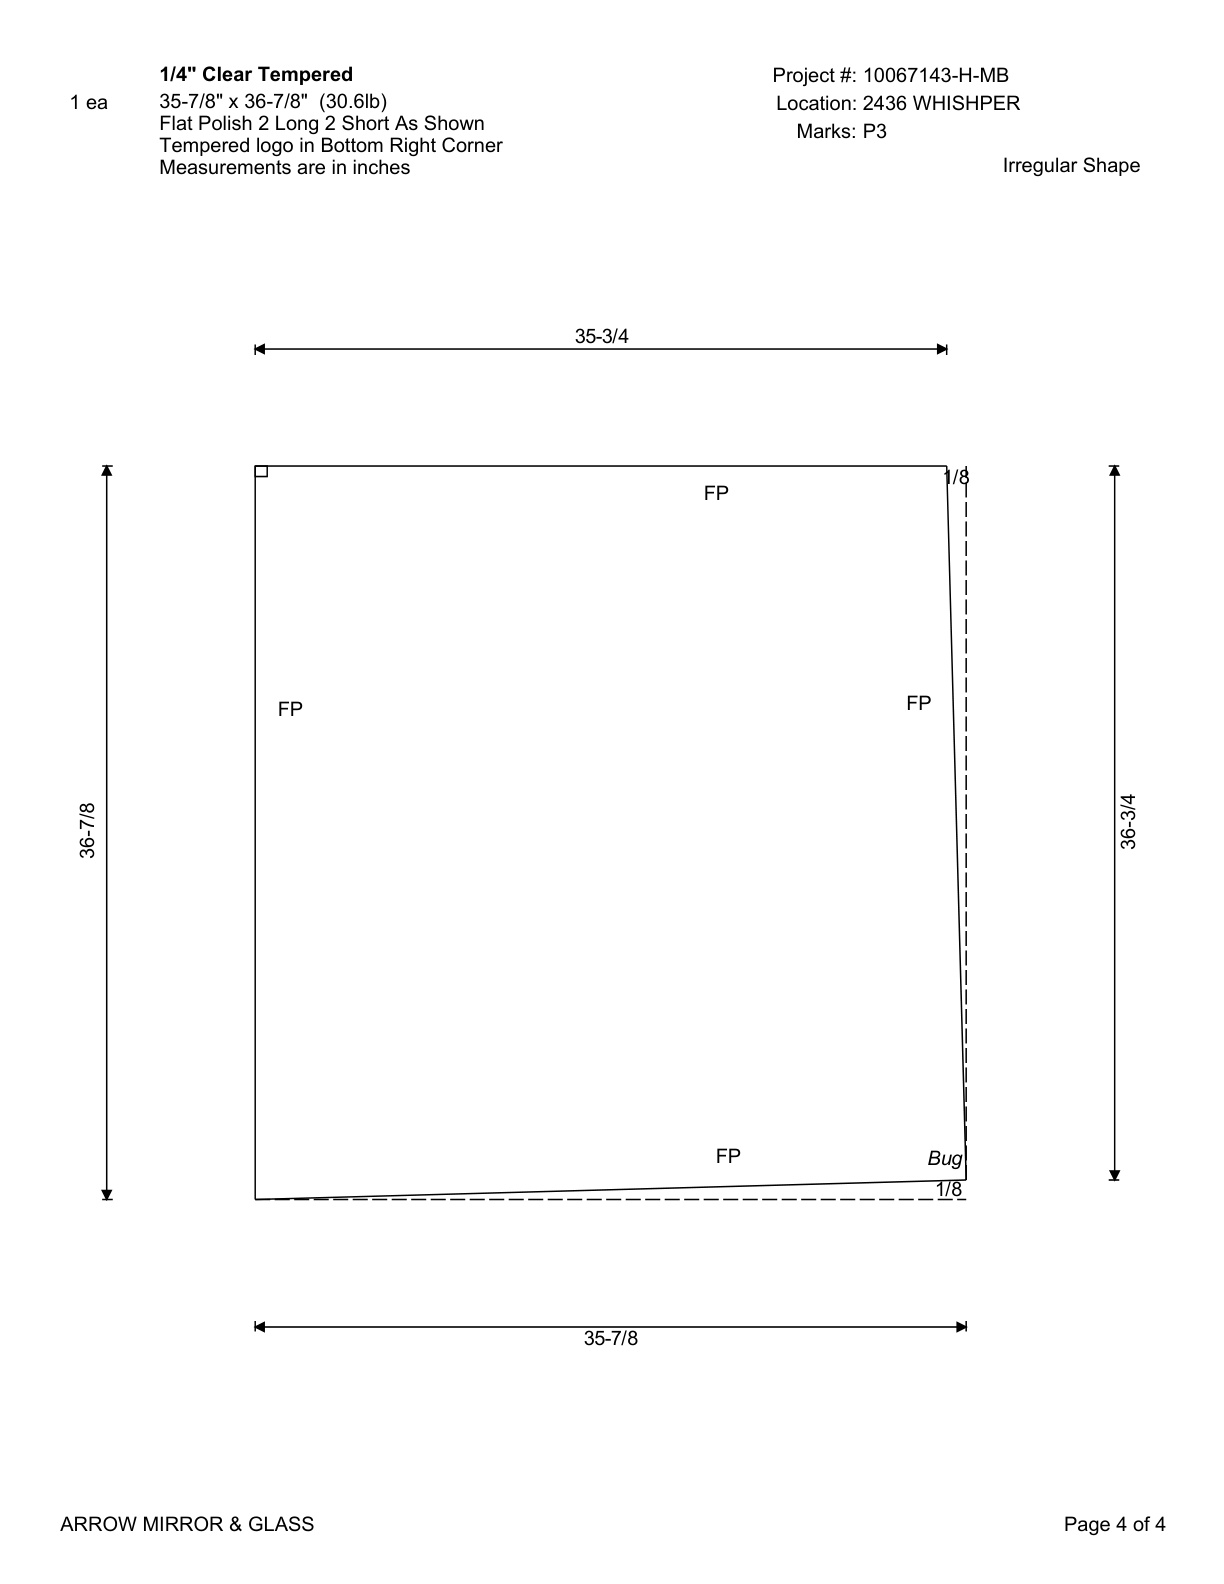 1/4" Clear Tempered
1 ea
35-7/8" x 36-7/8" (30.6lb)
Flat Polish 2 Long 2 Short As Shown
Tempered logo in Bottom Right Corner
Measurements are in inches
Project #: 10067143-H-MB
Location: 2436 WHISHPER
Marks: P3
Irregular Shape
35-3/4
1/8
FP
FP
FP
36-7/8
36-3/4
FP
Bug
1/8
35-7/8
ARROW MIRROR & GLASS
Page 4 of 4